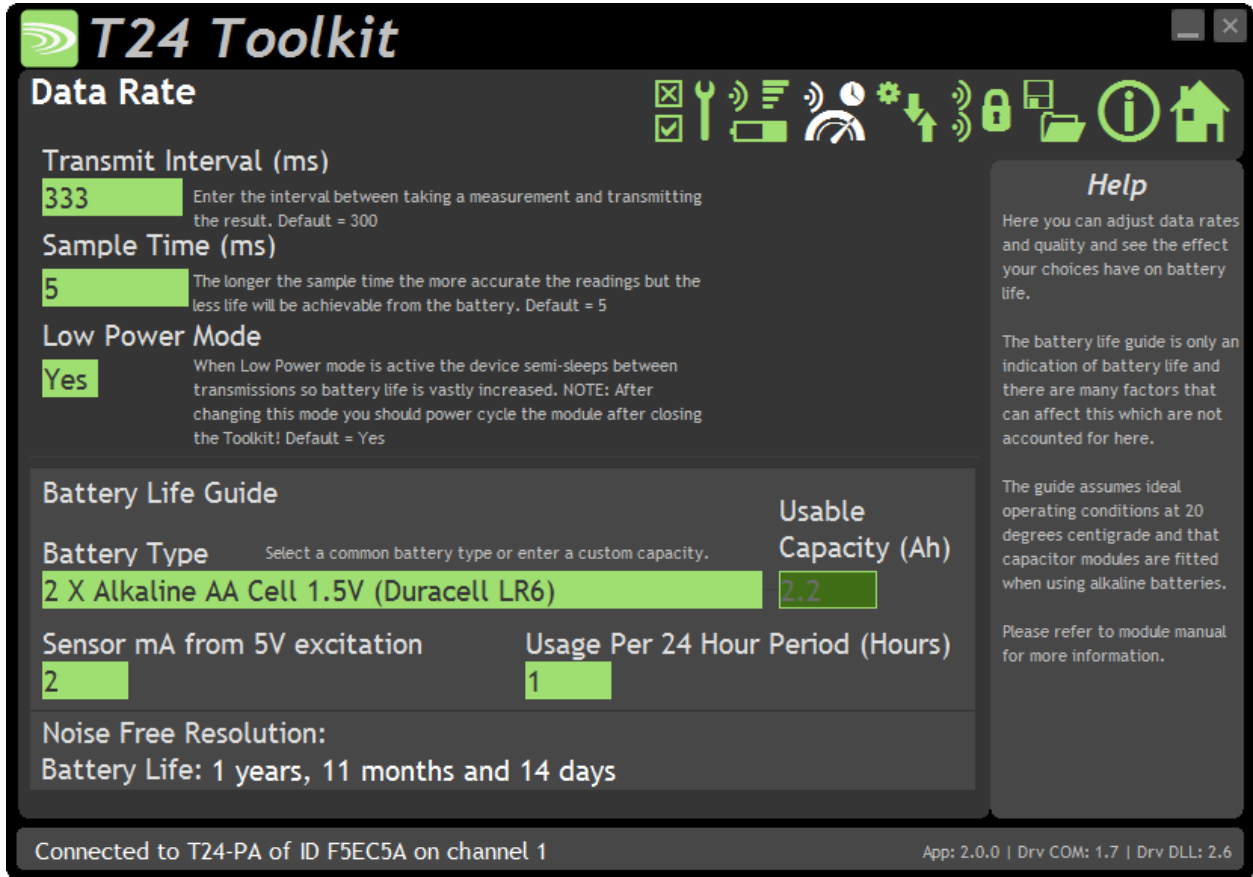 T24 Toolkit
Data Rate
Transmit Interval (ms)
333
Enter the interval between taking a measurement and transmitting
the result. Default = 300
Sample Time (ms)
5
The longer the sample time the more accurate the readings but the
less life will be achievable from the battery. Default = 5
Low Power Mode
Yes
When Low Power mode is active the device semi-sleeps between
transmissions so battery life is vastly increased. NOTE: After
changing this mode you should power cycle the module after closing
the Toolkit! Default = Yes
Battery Life Guide
Battery Type
Select a common battery type or enter a custom capacity.
2 X Alkaline AA Cell 1.5V (Duracell LR6)
Usable
Capacity (Ah)
2.2
Sensor mA from 5V excitation
2
Usage Per 24 Hour Period (Hours)
1
Noise Free Resolution:
Battery Life: 1 years, 11 months and 14 days
Help
Here you can adjust data rates
and quality and see the effect
your choices have on battery
life.
The battery life guide is only an
indication of battery life and
there are many factors that
can affect this which are not
accounted for here.
The guide assumes ideal
operating conditions at 20
degrees centigrade and that
capacitor modules are fitted
when using alkaline batteries.
Please refer to module manual
for more information.
Connected to T24-PA of ID F5EC5A on channel 1
App: 2.0.0 | Drv COM: 1.7 | Drv DLL: 2.6